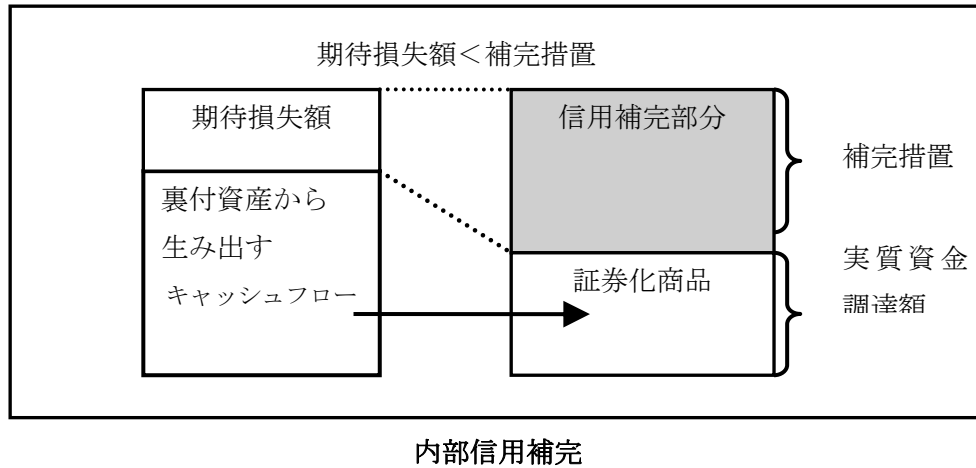 期待損失額＜補完措置
期待損失額
信用補完部分
補完措置
裏付資産から
生み出す
キャッシュフロー
証券化商品
実質資金
調達額
内部信用補完